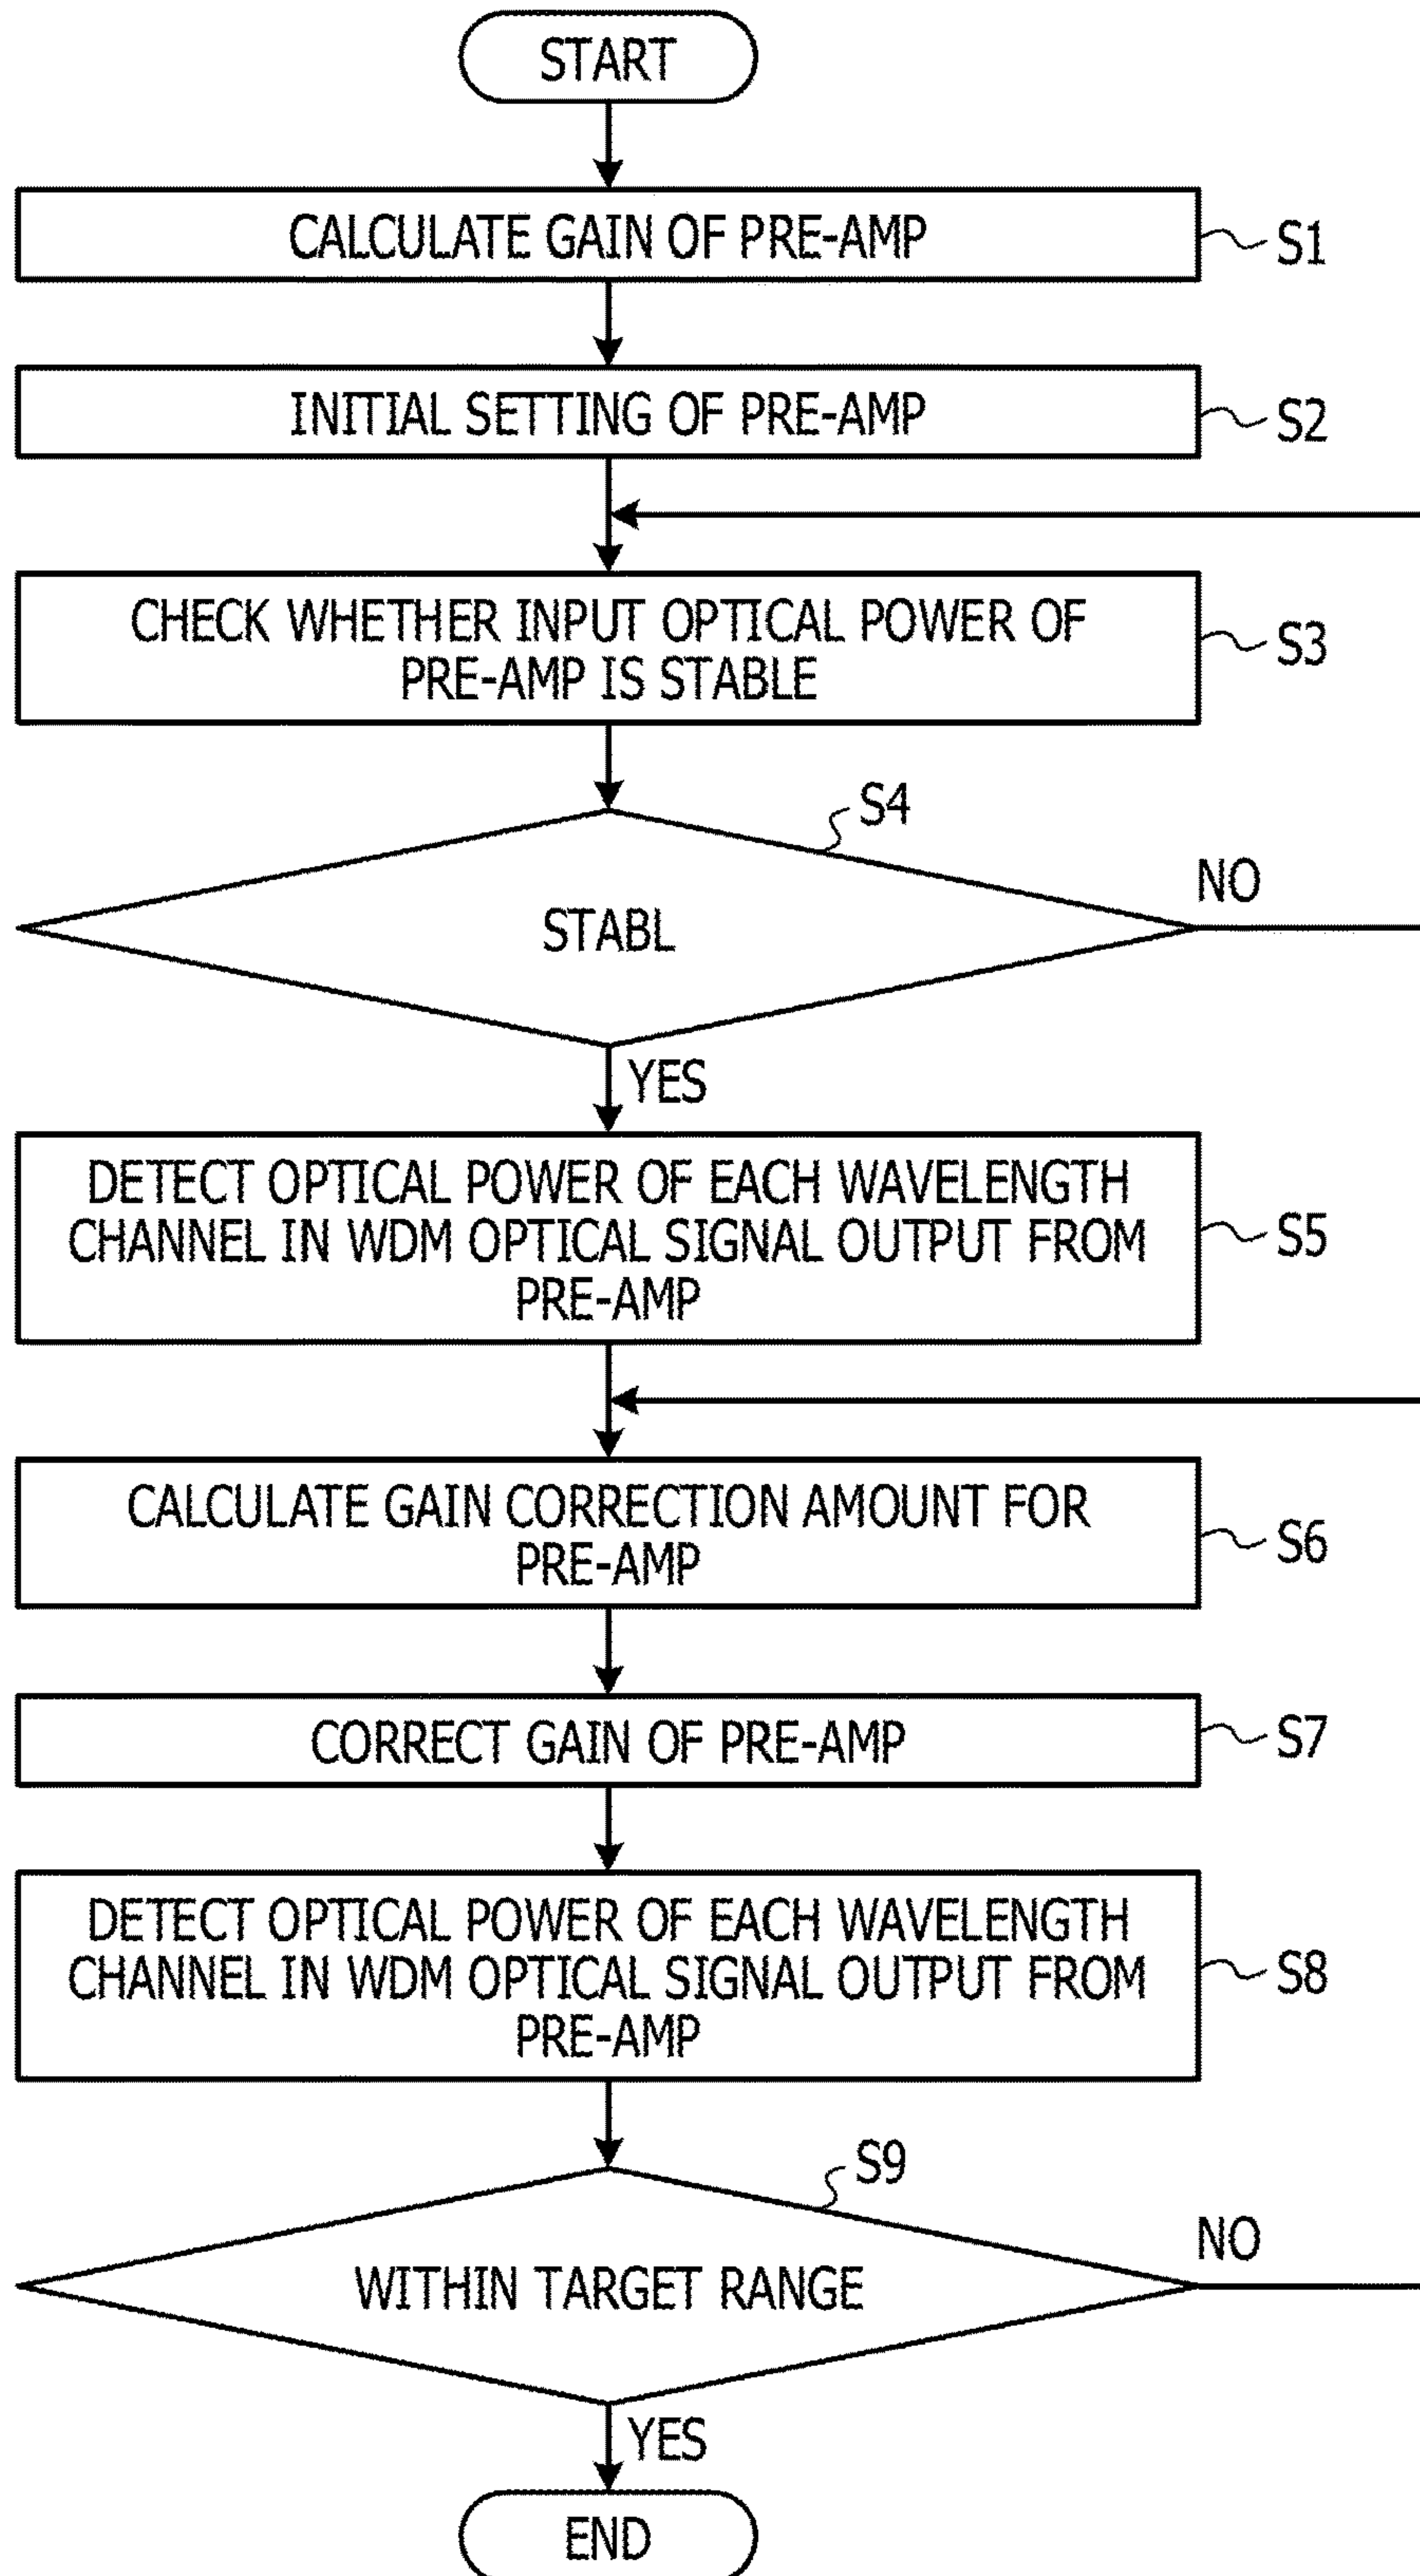 START
CALCULATE GAIN OF PRE-AMP
S1
INITIAL SETTING OF PRE-AMP
S2
CHECK WHETHER INPUT OPTICAL POWER OF
PRE-AMP IS STABLE
S3
S4
STABL
NO
YES
DETECT OPTICAL POWER OF EACH WAVELENGTH
CHANNEL IN WDM OPTICAL SIGNAL OUTPUT FROM
PRE-AMP
S5
CALCULATE GAIN CORRECTION AMOUNT FOR
PRE-AMP
S6
CORRECT GAIN OF PRE-AMP
S7
DETECT OPTICAL POWER OF EACH WAVELENGTH
CHANNEL IN WDM OPTICAL SIGNAL OUTPUT FROM
PRE-AMP
S8
S9
WITHIN TARGET RANGE
NO
YES
END